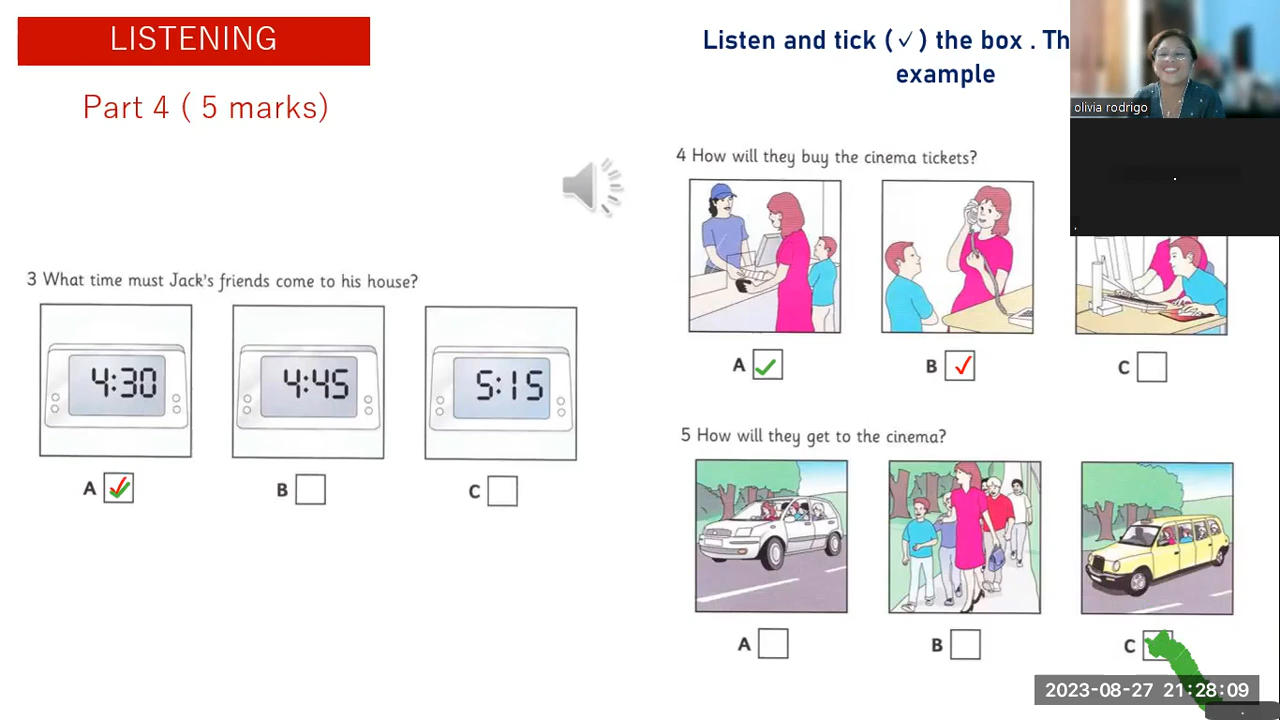 LISTENING
Part 4 ( 5 marks)
Listen and tick (✓) the box . Th
example
olivia rodrigo
3 What time must Jack's friends come to his house?
4:30
4:45
5:15
A
B
C
4 How will they buy the cinema tickets?
A
B
C
5 How will they get to the cinema?
A
B
C
2023-08-27 21:28:09